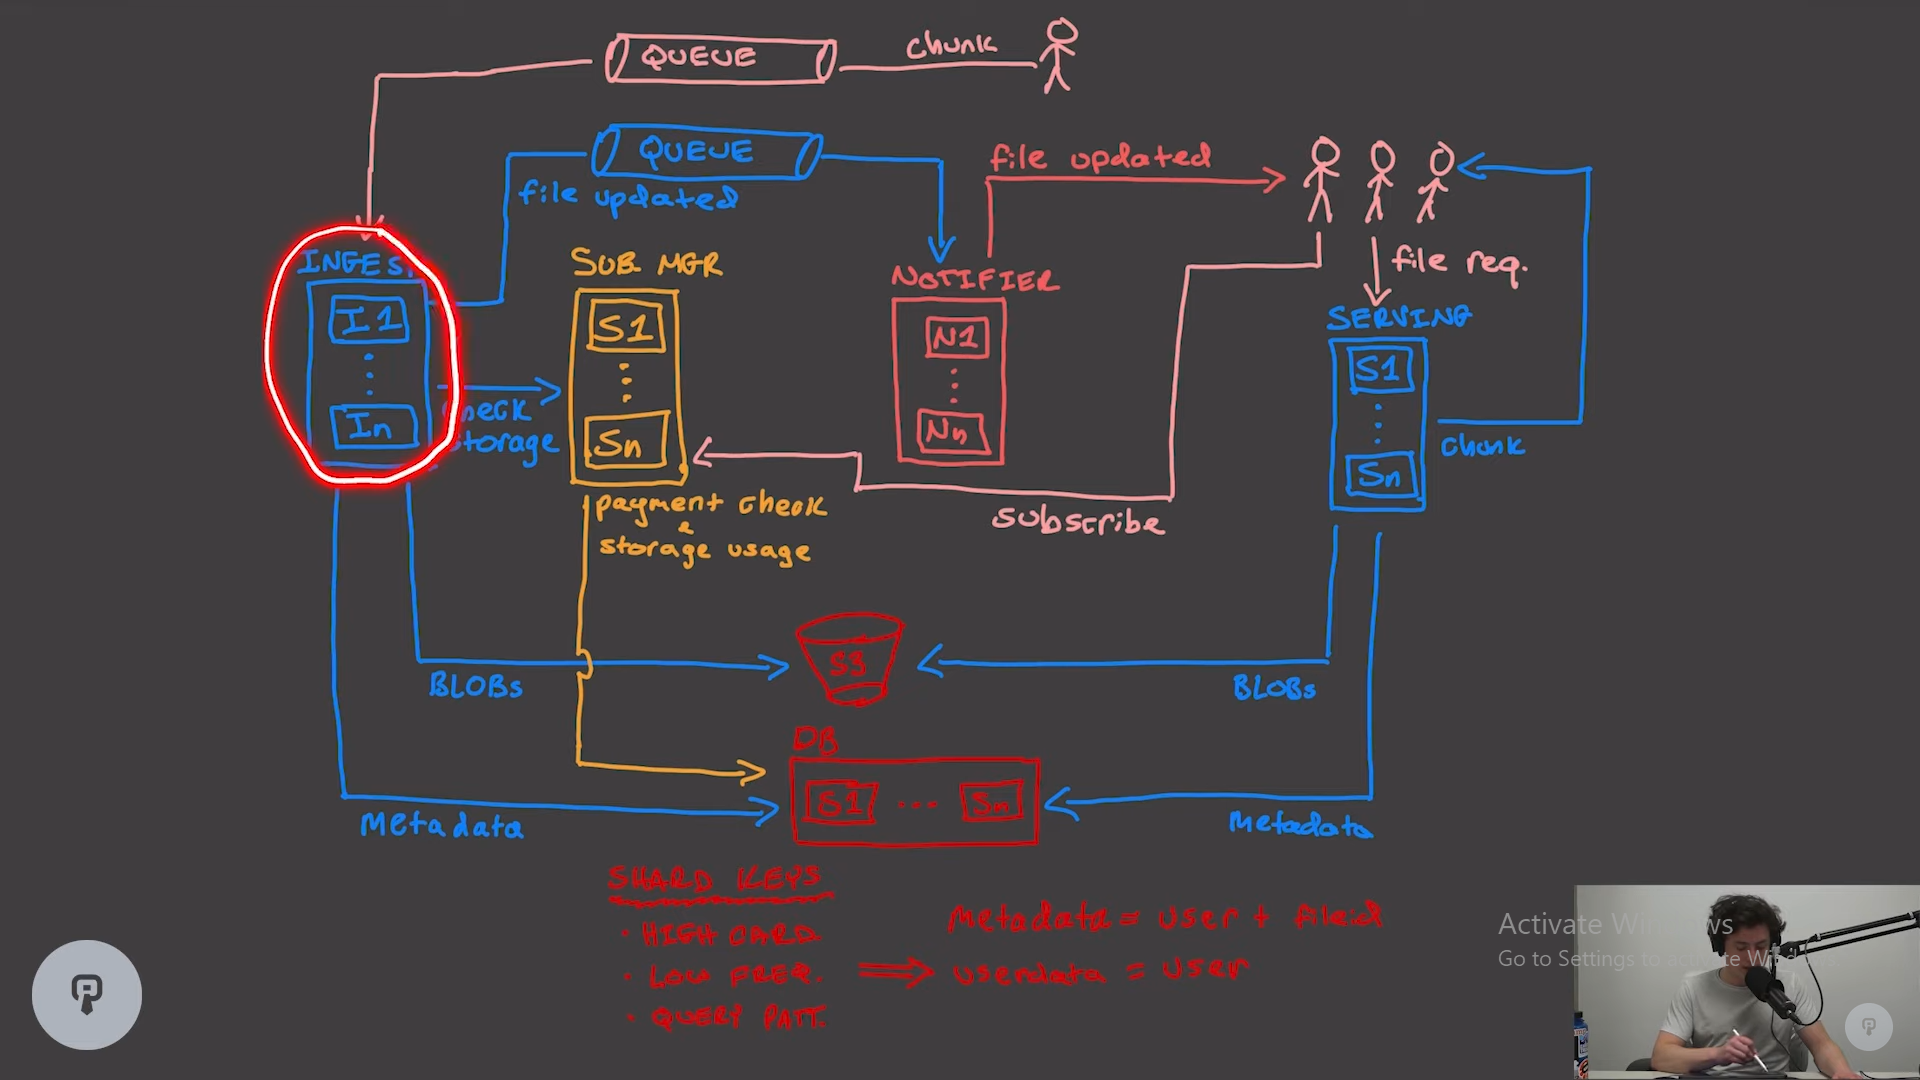 QUEUE
chunk
QUEUE
file updated
file updated
INGEST
SUB MGR
NOTIFIER
file req.
SERVING
I1
S1
N1
S1
In
Sn
Nn
Sn
check
storage
chunk
payment check
&
storage usage
subscribe
S3
BLOBs
BLOBs
DB
S1 ... Sn
Metadata
Metadata
SHARD KEYS
• HIGH CARD.
• LOW FREQ.
• QUERY PATT.
Metadata = user + fileid
userdata = user
Activate Windows
Go to Settings to activate Windows.